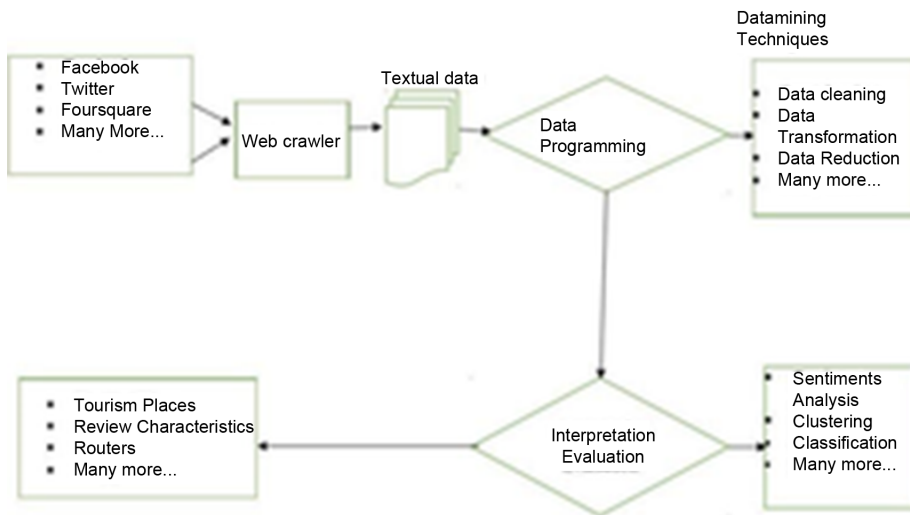 Datamining
Techniques
▪ Facebook
▪ Twitter
▪ Foursquare
▪ Many More...
Web crawler
Textual data
Data
Programming
▪ Data cleaning
▪ Data
Transformation
▪ Data Reduction
▪ Many more...
▪ Tourism Places
▪ Review Characteristics
▪ Routers
▪ Many more...
Interpretation
Evaluation
▪ Sentiments
Analysis
▪ Clustering
▪ Classification
▪ Many more...